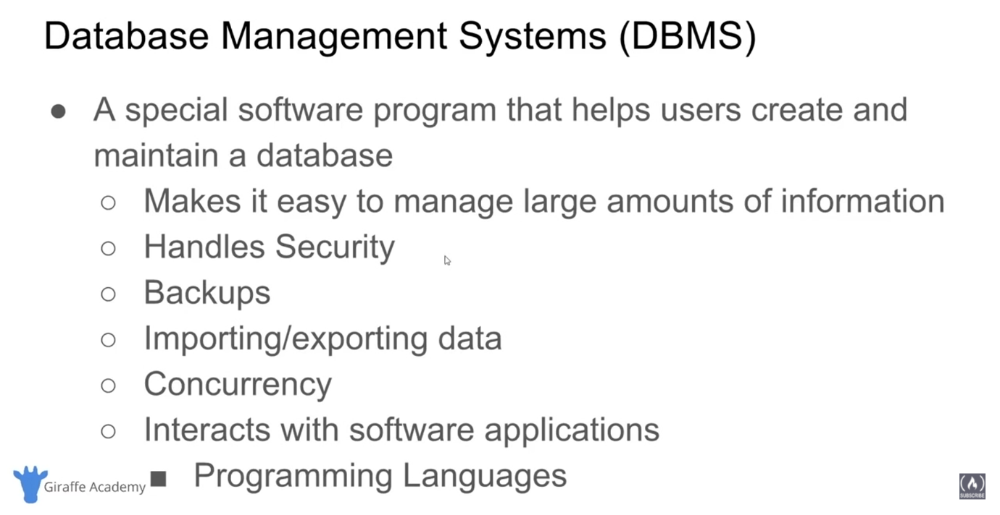 Database Management Systems (DBMS)
● A special software program that helps users create and
maintain a database
○ Makes it easy to manage large amounts of information
○ Handles Security
○ Backups
○ Importing/exporting data
○ Concurrency
○ Interacts with software applications
■ Programming Languages
Giraffe Academy
SUBSCRIBE